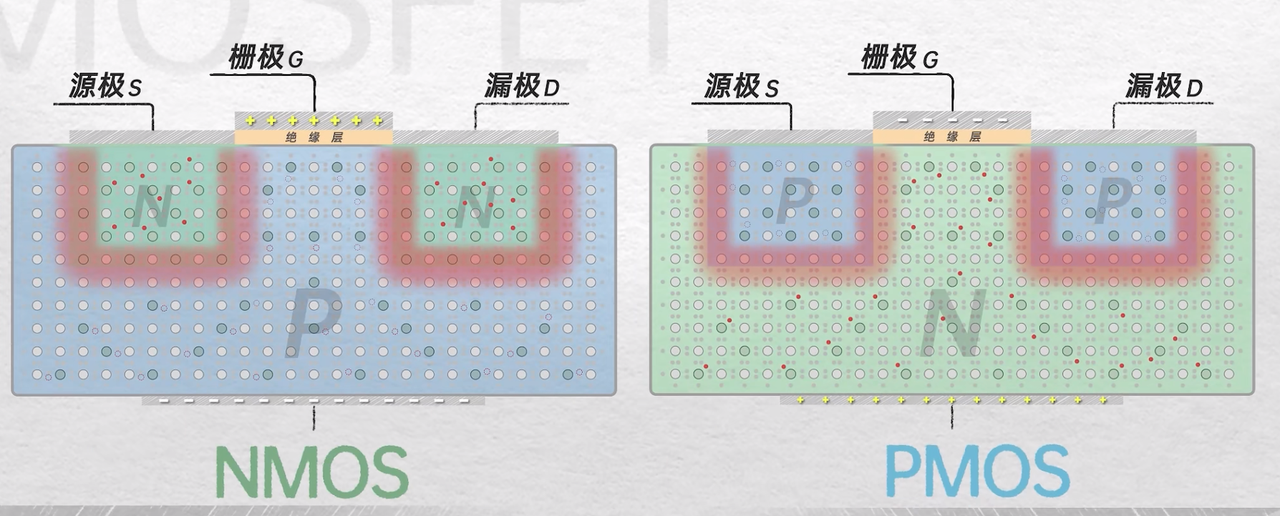 MOSFET
栅极G
源极S
漏极D
+ + + + + + +
绝缘层
N
N
P
- - - - - - - - - - - - -
NMOS
栅极G
源极S
漏极D
- - - - -
绝缘层
P
P
N
+ + + + + + + + + + + + +
PMOS